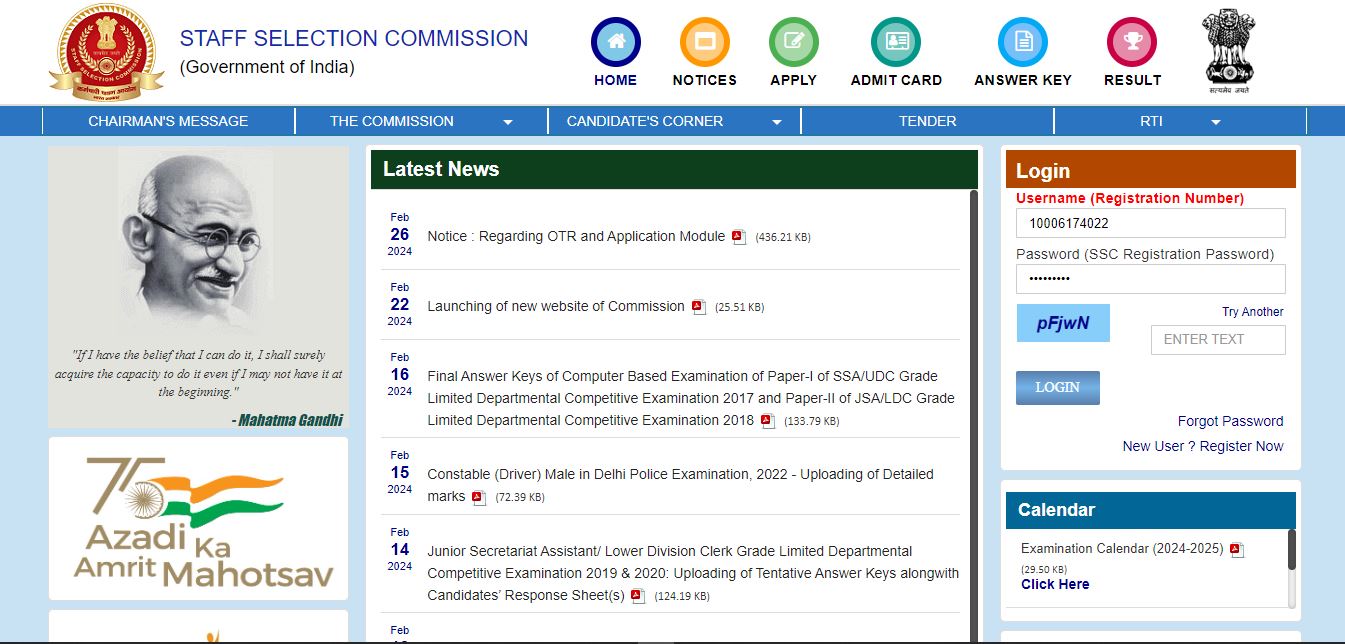 STAFF SELECTION COMMISSION
(Government of India)
HOME
NOTICES
APPLY
ADMIT CARD
ANSWER KEY
RESULT
सत्यमेव जयते
CHAIRMAN'S MESSAGE
THE COMMISSION
CANDIDATE'S CORNER
TENDER
RTI
"If I have the belief that I can do it, I shall surely
acquire the capacity to do it even if I may not have it at
the beginning."
- Mahatma Gandhi
75
Azadi Ka
Amrit Mahotsav
Latest News
Feb
26
2024
Notice : Regarding OTR and Application Module (436.21 KB)
Feb
22
2024
Launching of new website of Commission (25.51 KB)
Feb
16
2024
Final Answer Keys of Computer Based Examination of Paper-I of SSA/UDC Grade
Limited Departmental Competitive Examination 2017 and Paper-II of JSA/LDC Grade
Limited Departmental Competitive Examination 2018 (133.79 KB)
Feb
15
2024
Constable (Driver) Male in Delhi Police Examination, 2022 - Uploading of Detailed
marks (72.39 KB)
Feb
14
2024
Junior Secretariat Assistant/ Lower Division Clerk Grade Limited Departmental
Competitive Examination 2019 & 2020: Uploading of Tentative Answer Keys alongwith
Candidates' Response Sheet(s) (124.19 KB)
Feb
Login
Username (Registration Number)
10006174022
Password (SSC Registration Password)
•••••••••
pFjwN
Try Another
ENTER TEXT
LOGIN
Forgot Password
New User ? Register Now
Calendar
Examination Calendar (2024-2025)
(29.50 KB)
Click Here